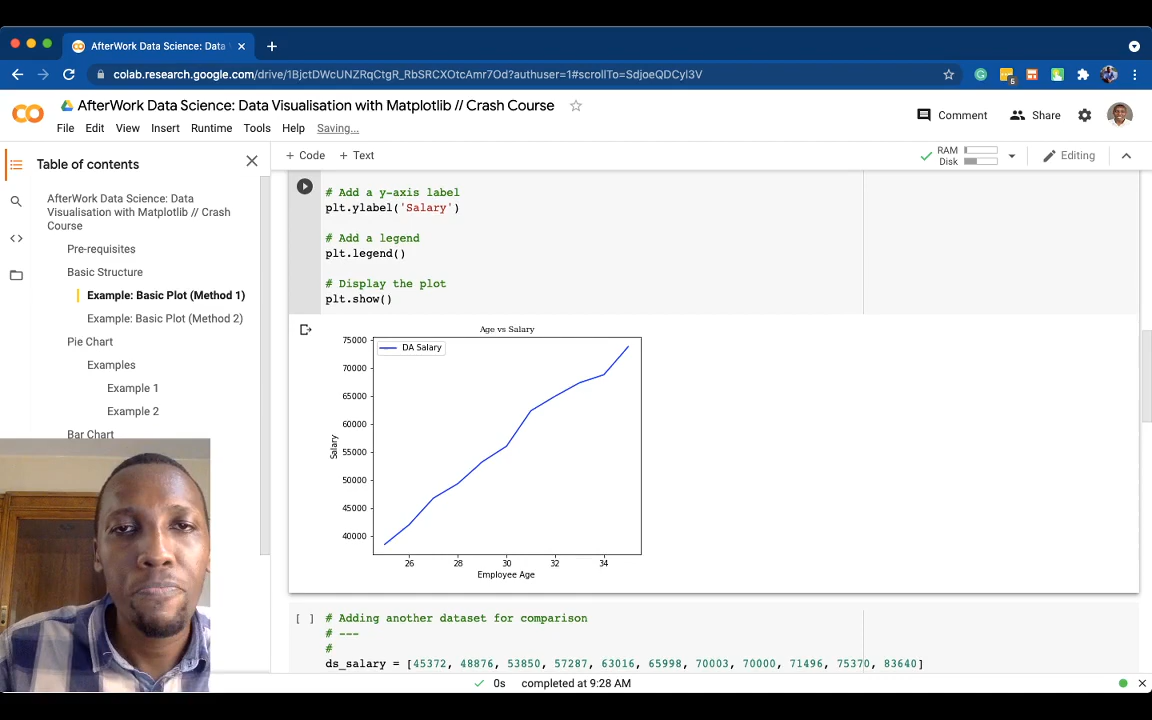 AfterWork Data Science: Data
colab.research.google.com/drive/1BjctDWcUNZRqCtgR_RbSRCXOtcAmr7Od?authuser=1#scrollTo=SdjoeQDCyI3V
6
AfterWork Data Science: Data Visualisation with Matplotlib // Crash Course
Comment
Share
File Edit View Insert Runtime Tools Help Saving...
+ Code + Text
RAM
Disk
Editing
Table of contents
AfterWork Data Science: Data
Visualisation with Matplotlib // Crash
Course
Pre-requisites
Basic Structure
Example: Basic Plot (Method 1)
Example: Basic Plot (Method 2)
Pie Chart
Examples
Example 1
Example 2
Bar Chart
# Add a y-axis label
plt.ylabel('Salary')
# Add a legend
plt.legend()
# Display the plot
plt.show()
Age vs Salary
DA Salary
75000
70000
65000
60000
55000
50000
45000
40000
Salary
26 28 30 32 34
Employee Age
[ ] # Adding another dataset for comparison
# ---
#
ds_salary = [45372, 48876, 53850, 57287, 63016, 65998, 70003, 70000, 71496, 75370, 83640]
0s completed at 9:28 AM